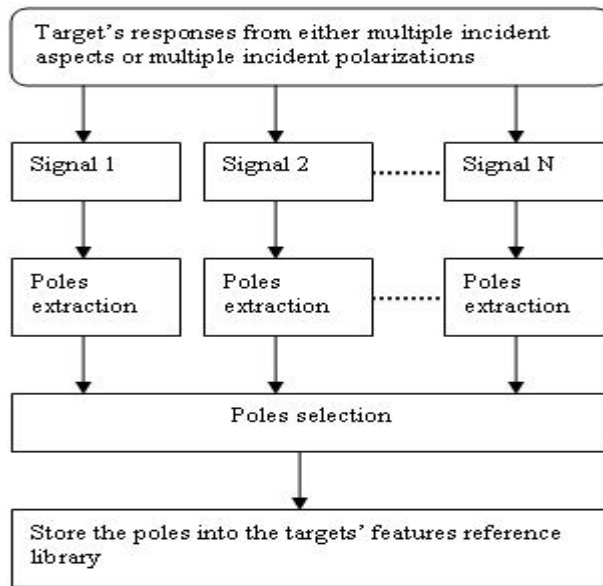 Target's responses from either multiple incident
aspects or multiple incident polarizations
Signal 1
Signal 2
Signal N
Poles
extraction
Poles
extraction
Poles
extraction
Poles selection
Store the poles into the targets' features reference
library